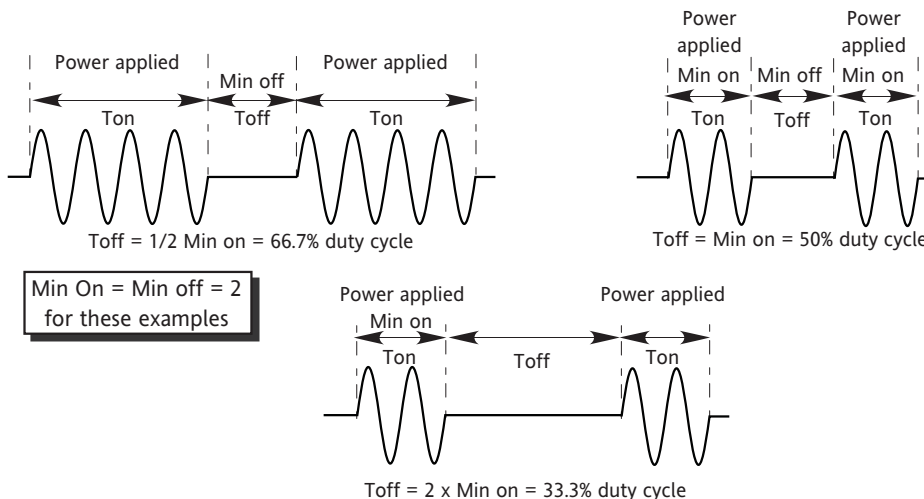 Power applied
Min off
Power applied
Ton
Toff
Ton
Toff = 1/2 Min on = 66.7% duty cycle
Power
applied
Power
applied
Min on
Min off
Min on
Ton
Toff
Ton
Toff = Min on = 50% duty cycle
Min On = Min off = 2
for these examples
Power applied
Power applied
Min on
Ton
Toff
Ton
Toff = 2 x Min on = 33.3% duty cycle